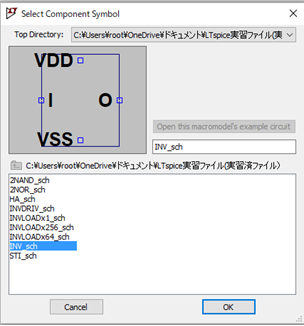 Select Component Symbol
Top Directory: C:¥Users¥root¥OneDrive¥ドキュメント¥LTspice実習ファイル(実
VDD
I O
VSS
Open this macromodel's example circuit
INV_sch
C:¥Users¥root¥OneDrive¥ドキュメント¥LTspice実習ファイル(実習済ファイル)
2NAND_sch
2NOR_sch
HA_sch
INVDRIV_sch
INVLOADx1_sch
INVLOADx256_sch
INVLOADx64_sch
INV_sch
STI_sch
Cancel OK